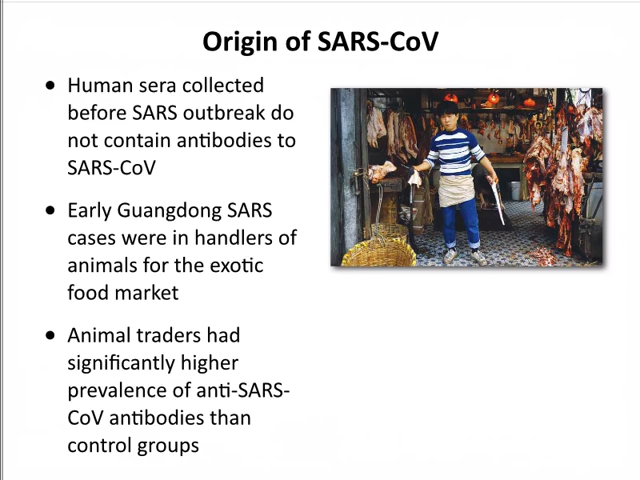 Origin of SARS-CoV
• Human sera collected
before SARS outbreak do
not contain antibodies to
SARS-CoV
• Early Guangdong SARS
cases were in handlers of
animals for the exotic
food market
• Animal traders had
significantly higher
prevalence of anti-SARS-
CoV antibodies than
control groups